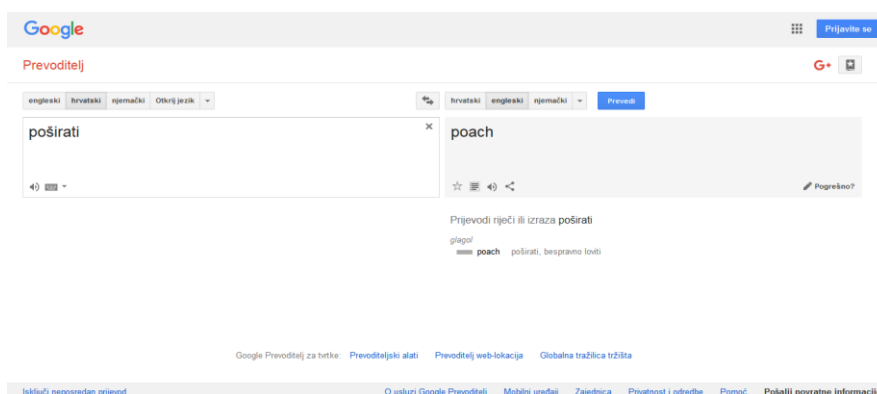 Google
Prijavite se
Prevoditelj
G+
engleski hrvatski njemački Otkrij jezik
hrvatski engleski njemački Prevedi
poširati
poach
Pogrešno?
Prijevodi riječi ili izraza poširati
glagol
poach poširati, bespravno loviti
Google Prevoditelj za tvrtke: Prevoditeljski alati Prevoditelj web-lokacija Globalna tražilica tržišta
Isključi neposredan prijevod O usluzi Google Prevoditelj Mobilni uređaji Zajednica Privatnost i odredbe Pomoć Pošalji povratne informacij